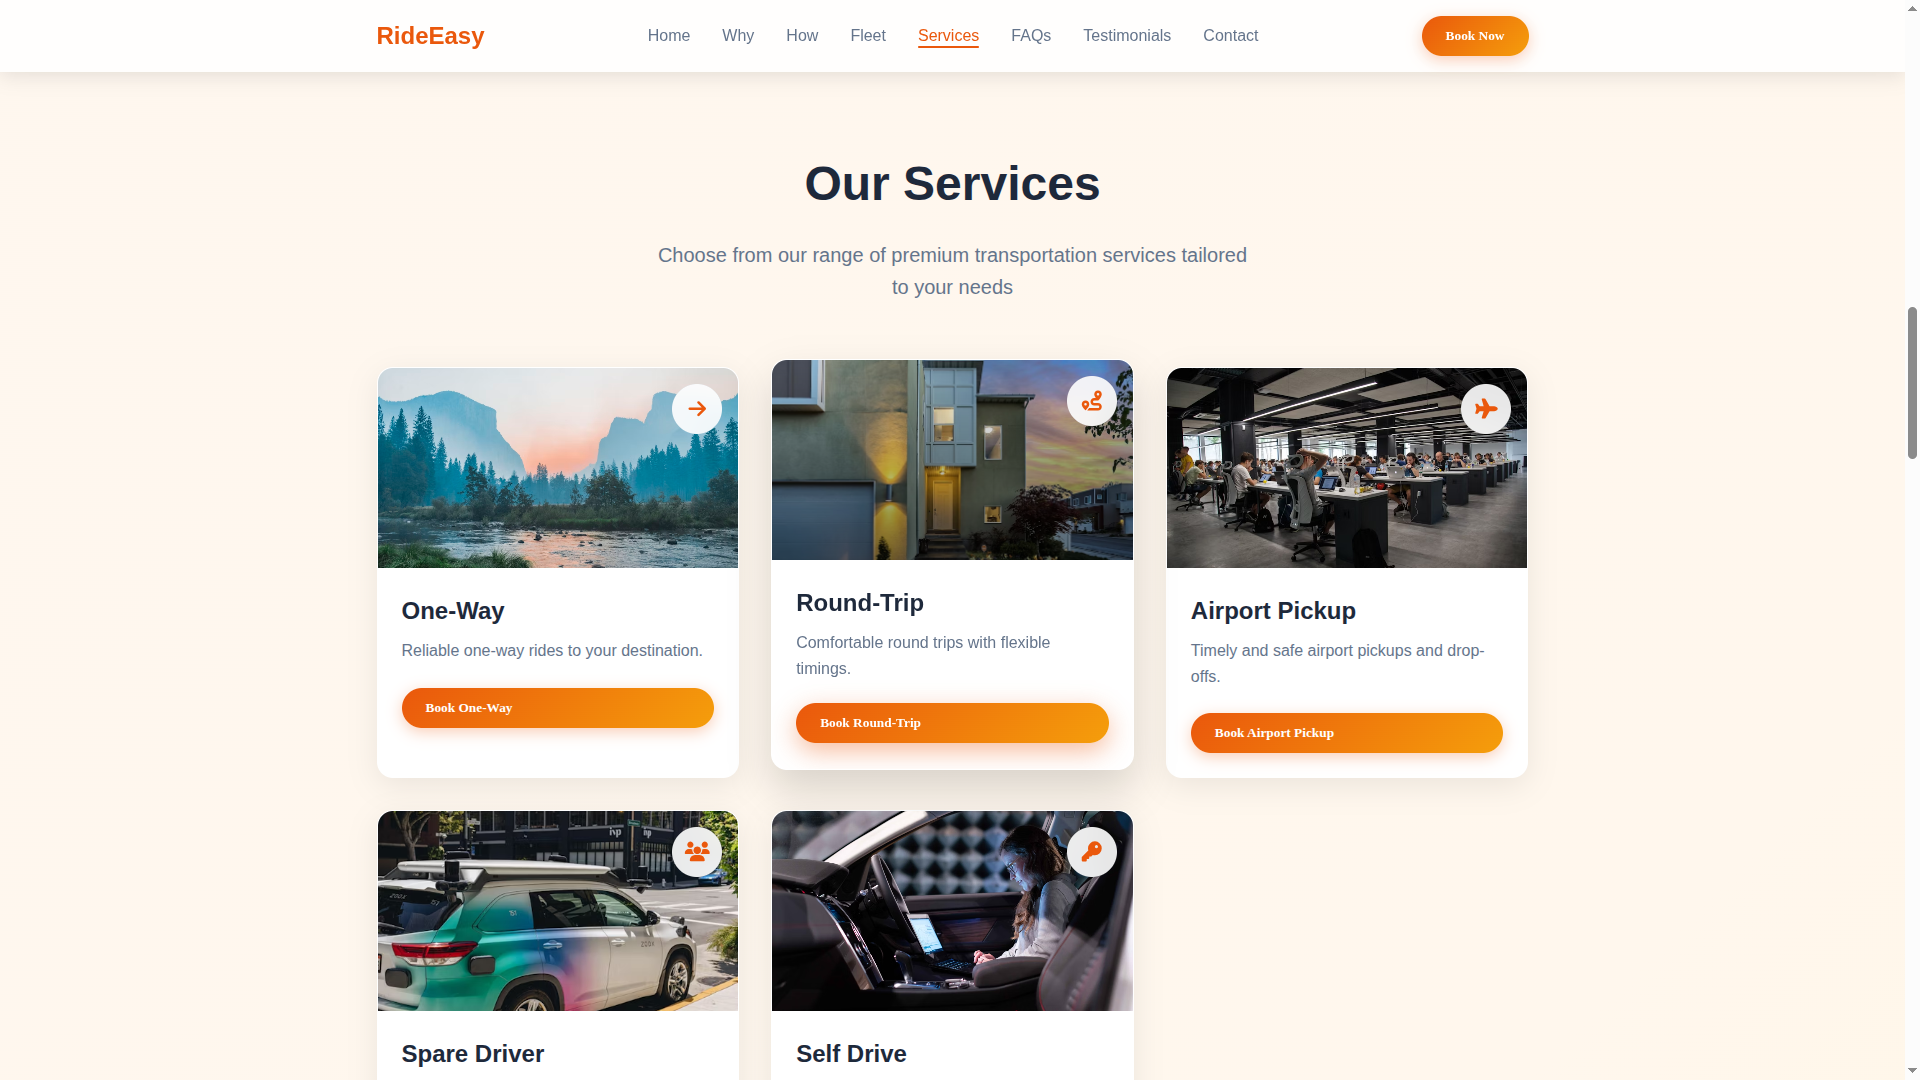 RideEasy
Home
Why
How
Fleet
Services
FAQs
Testimonials
Contact
Book Now
Our Services
Choose from our range of premium transportation services tailored
to your needs
One-Way
Reliable one-way rides to your destination.
Book One-Way
Round-Trip
Comfortable round trips with flexible
timings.
Book Round-Trip
Airport Pickup
Timely and safe airport pickups and drop-
offs.
Book Airport Pickup
Spare Driver
Self Drive